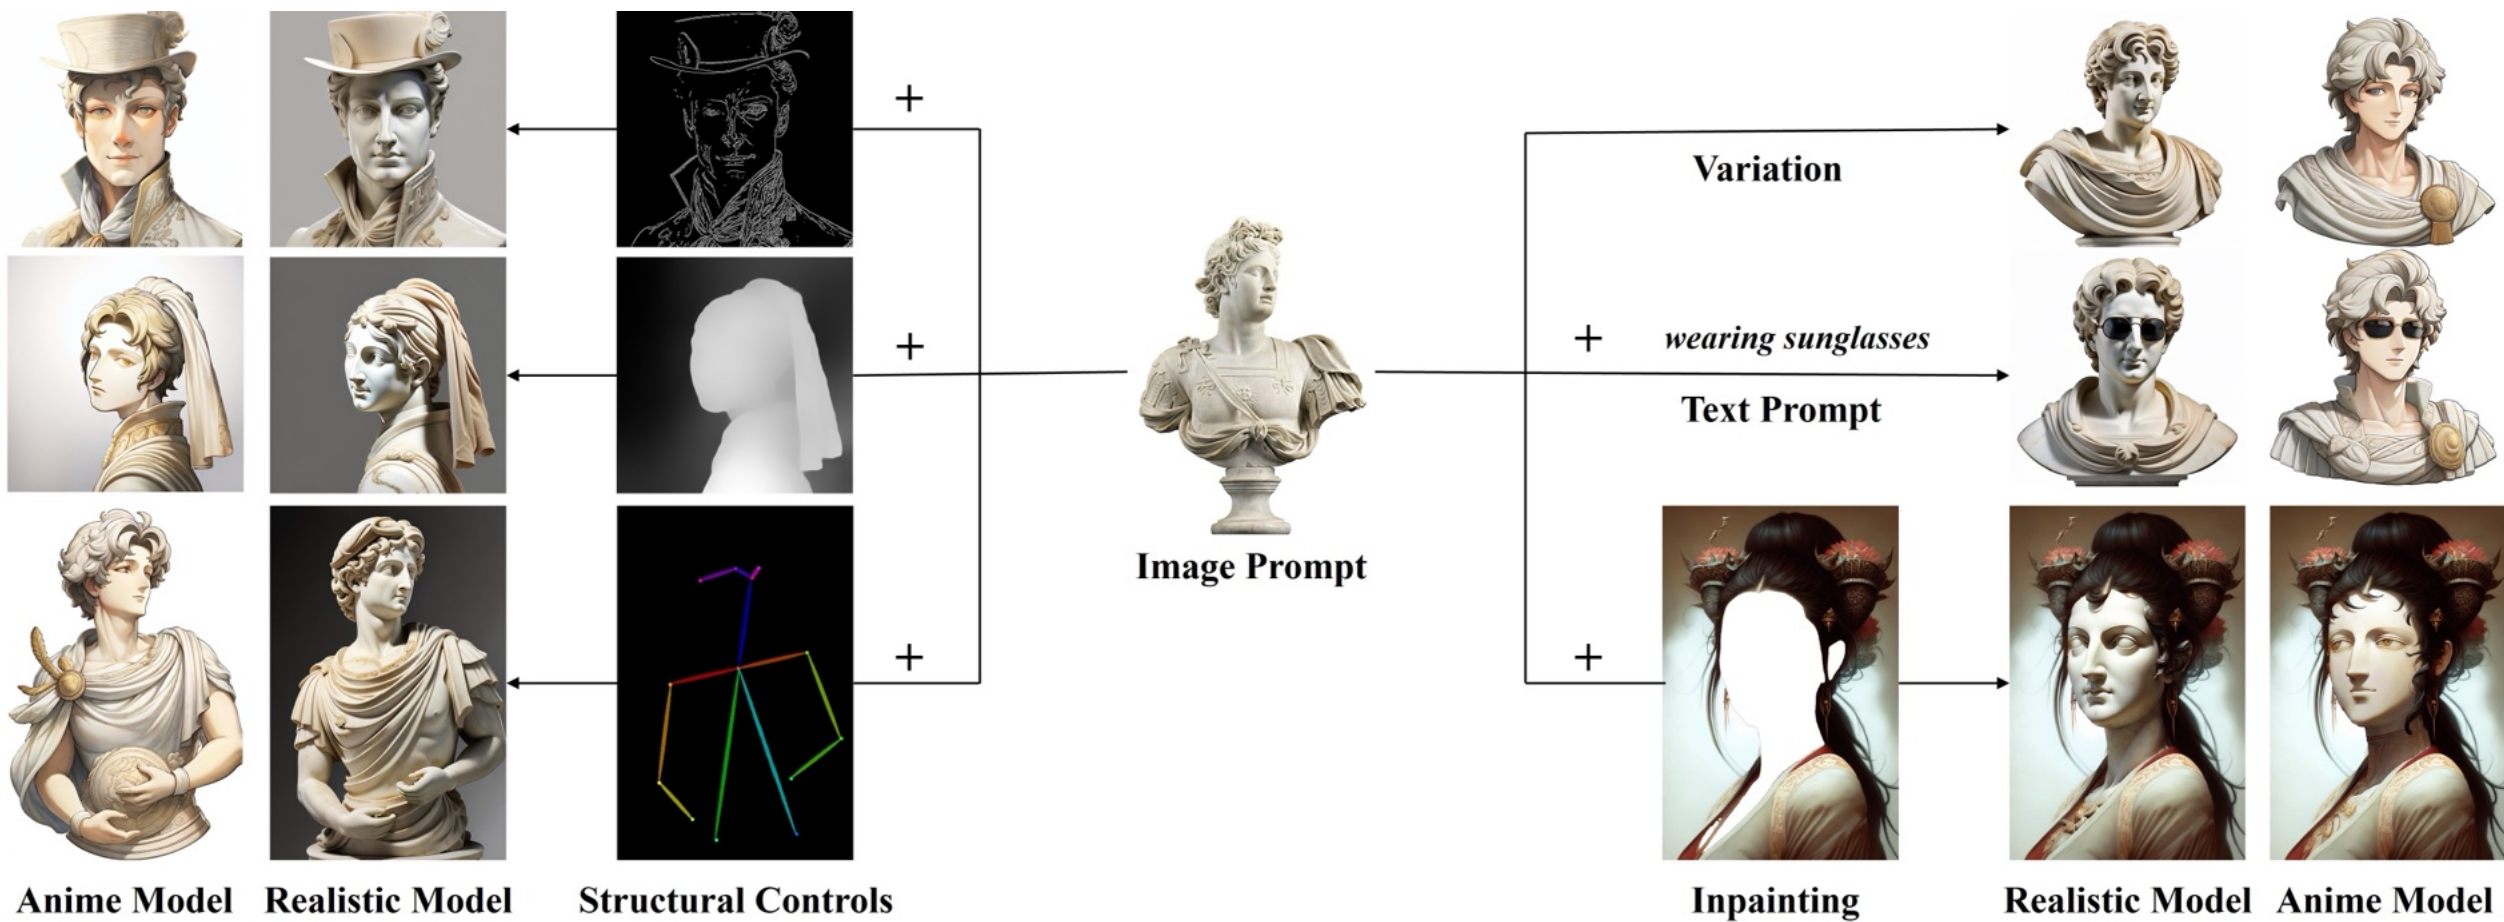 +
Variation
+
wearing sunglasses
Text Prompt
+
Image Prompt
+
+
+
Anime Model
Realistic Model
Structural Controls
Inpainting
Realistic Model
Anime Model